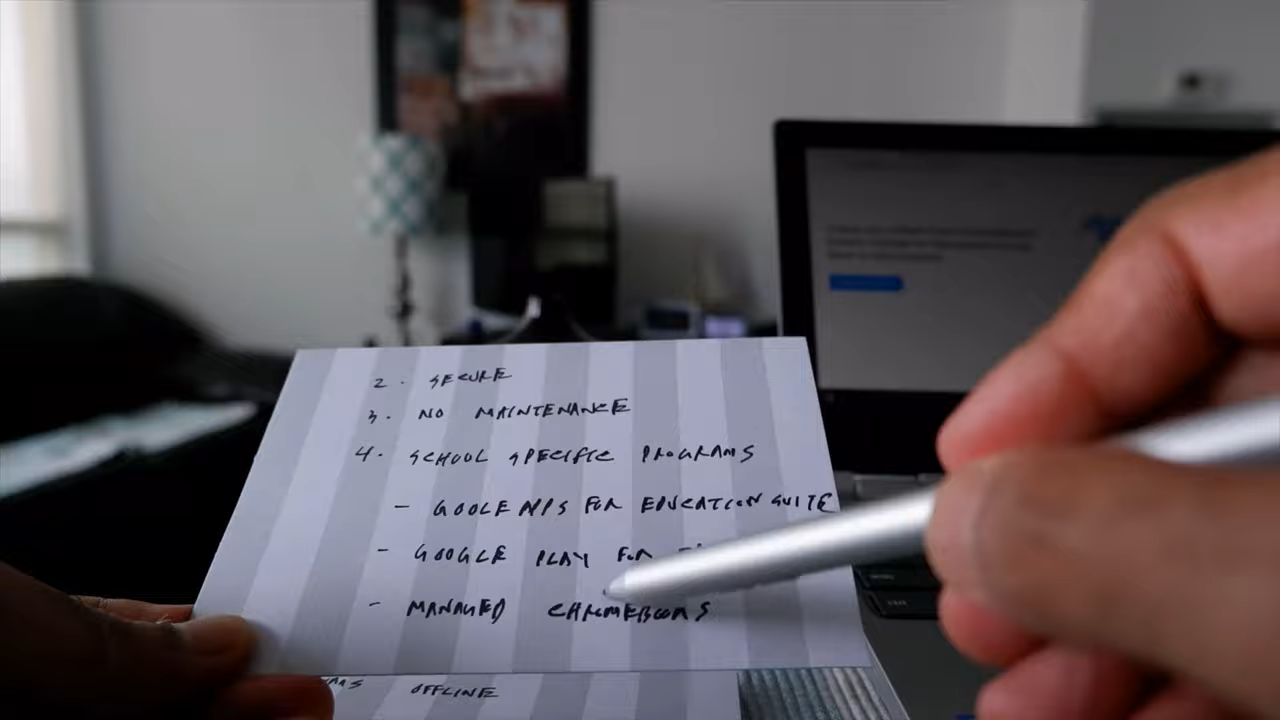 2. SECURE
3. NO MAINTENANCE
4. SCHOOL SPECIFIC PROGRAMS
- GOOLE APPS FOR EDUCATION SUITE
- GOOGLE PLAY FOR
- MANAGED CHROMEBOOKS
OFFLINE